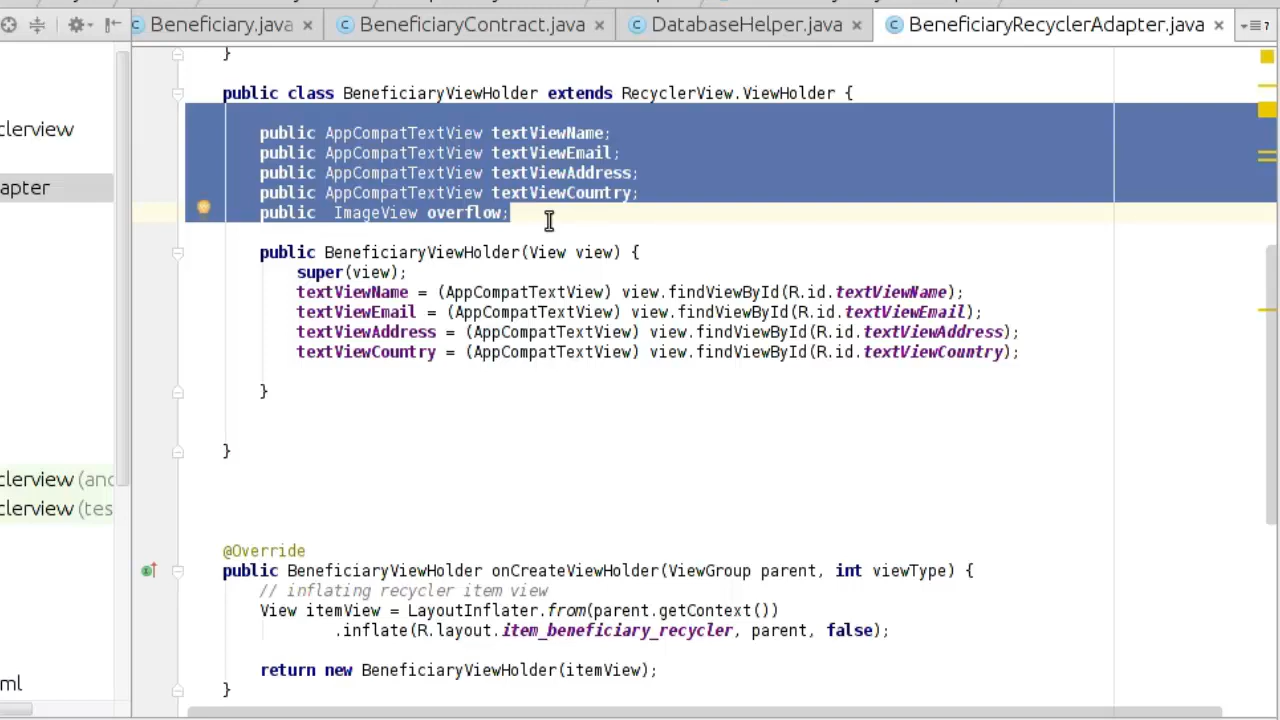 Beneficiary.java
BeneficiaryContract.java
DatabaseHelper.java
BeneficiaryRecyclerAdapter.java
clerview
apter
clerview (and
clerview (tes
ml
}
public class BeneficiaryViewHolder extends RecyclerView.ViewHolder {
public AppCompatTextView textViewName;
public AppCompatTextView textViewEmail;
public AppCompatTextView textViewAddress;
public AppCompatTextView textViewCountry;
public  ImageView overflow;
public BeneficiaryViewHolder(View view) {
super(view);
textViewName = (AppCompatTextView) view.findViewById(R.id.textViewName);
textViewEmail = (AppCompatTextView) view.findViewById(R.id.textViewEmail);
textViewAddress = (AppCompatTextView) view.findViewById(R.id.textViewAddress);
textViewCountry = (AppCompatTextView) view.findViewById(R.id.textViewCountry);
}
}
@Override
public BeneficiaryViewHolder onCreateViewHolder(ViewGroup parent, int viewType) {
// inflating recycler item view
View itemView = LayoutInflater.from(parent.getContext())
.inflate(R.layout.item_beneficiary_recycler, parent, false);
return new BeneficiaryViewHolder(itemView);
}